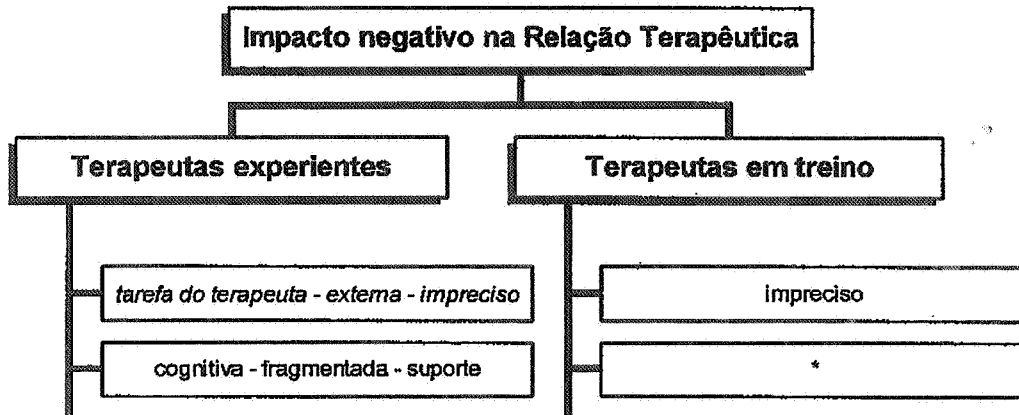 Impacto negativo na Relação Terapêutica
Terapeutas experientes
Terapeutas em treino
tarefa do terapeuta - externa - impreciso
impreciso
cognitiva - fragmentada - suporte
*